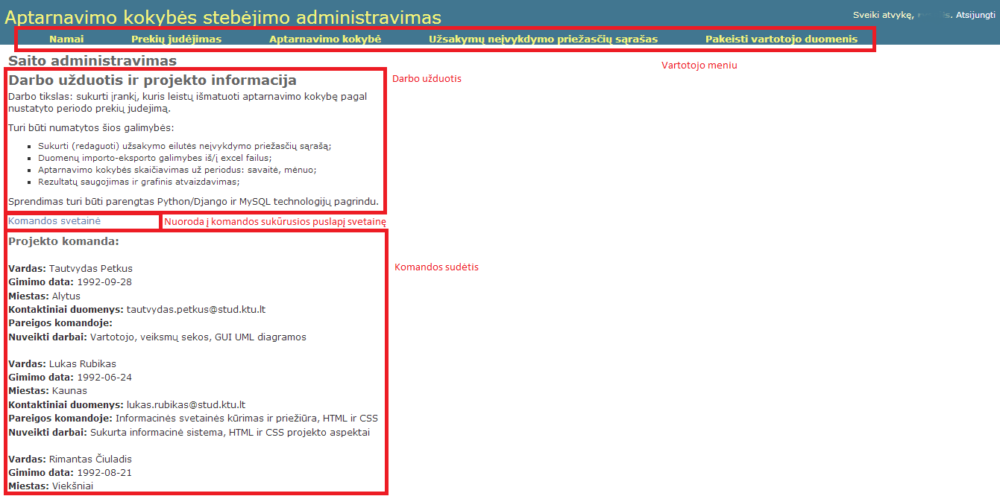 Aptarnavimo kokybės stebėjimo administravimas
Sveiki atvykę, is. Atsijungti
Namai Prekių judėjimas Aptarnavimo kokybė Užsakymų neįvykdymo priežasčių sąrašas Pakeisti vartotojo duomenis
Saito administravimas
Vartotojo meniu
Darbo užduotis ir projekto informacija
Darbo užduotis
Darbo tikslas: sukurti įrankį, kuris leistų išmatuoti aptarnavimo kokybę pagal
nustatyto periodo prekių judejimą.
Turi būti numatytos šios galimybės:
Sukurti (redaguoti) užsakymo eilutės neįvykdymo priežasčių sąrašą;
Duomenų importo-eksporto galimybes iš/į excel failus;
Aptarnavimo kokybės skaičiavimas už periodus: savaitė, mėnuo;
Rezultatų saugojimas ir grafinis atvaizdavimas;
Sprendimas turi būti parengtas Python/Django ir MySQL technologijų pagrindu.
Komandos svetainė
Nuoroda į komandos sukūrusios puslapį svetainę
Projekto komanda:
Komandos sudėtis
Vardas: Tautvydas Petkus
Gimimo data: 1992-09-28
Miestas: Alytus
Kontaktiniai duomenys: tautvydas.petkus@stud.ktu.lt
Pareigos komandoje:
Nuveikti darbai: Vartotojo, veiksmų sekos, GUI UML diagramos
Vardas: Lukas Rubikas
Gimimo data: 1992-06-24
Miestas: Kaunas
Kontaktiniai duomenys: lukas.rubikas@stud.ktu.lt
Pareigos komandoje: Informacinės svetainės kūrimas ir priežiūra, HTML ir CSS
Nuveikti darbai: Sukurta informacinė sistema, HTML ir CSS projekto aspektai
Vardas: Rimantas Čiuladis
Gimimo data: 1992-08-21
Miestas: Viekšniai